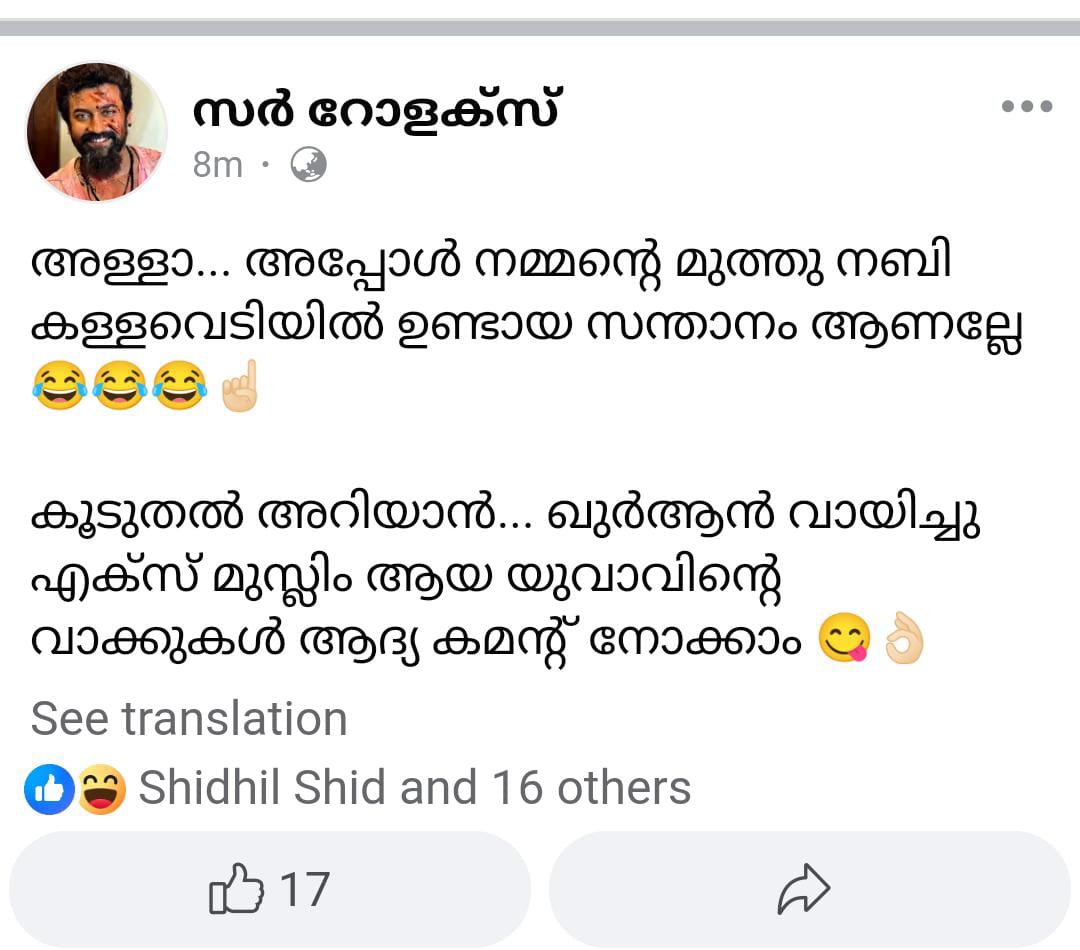 സർ റോളക്സ്
8m ·
അള്ളാ... അപ്പോൾ നമ്മന്റെ മുത്തു നബി
കള്ളവെടിയിൽ ഉണ്ടായ സന്താനം ആണല്ലേ
😂😂😂☝🏻
കൂടുതൽ അറിയാൻ... ഖുർആൻ വായിച്ചു
എക്സ് മുസ്ലിം ആയ യുവാവിന്റെ
വാക്കുകൾ ആദ്യ കമന്റ് നോക്കാം 😋👌🏻
See translation
Shidhil Shid and 16 others
17